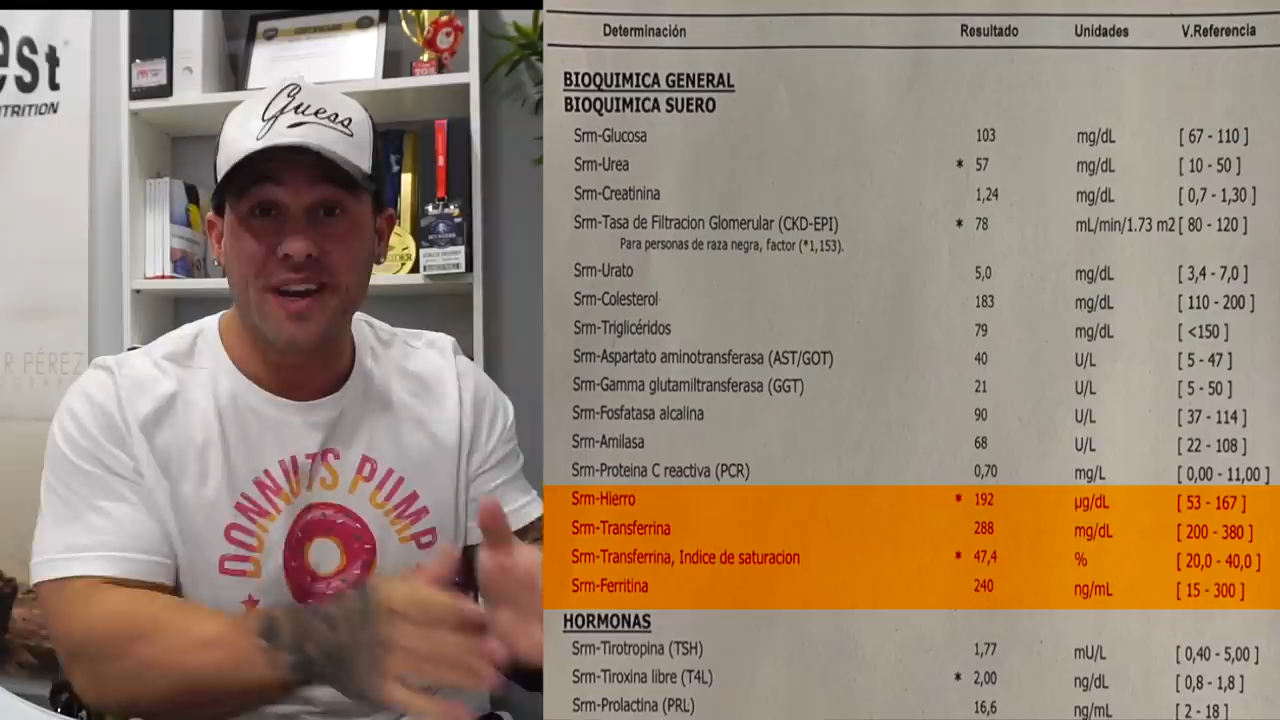 est
NUTRITION
R PÉREZ
Guess
DONNUTS PUMP
Determinación Resultado Unidades V.Referencia
BIOQUIMICA GENERAL
BIOQUIMICA SUERO
Srm-Glucosa 103 mg/dL [ 67 - 110 ]
Srm-Urea * 57 mg/dL [ 10 - 50 ]
Srm-Creatinina 1,24 mg/dL [ 0,7 - 1,30 ]
Srm-Tasa de Filtracion Glomerular (CKD-EPI) * 78 mL/min/1.73 m2 [ 80 - 120 ]
Para personas de raza negra, factor (*1,153).
Srm-Urato 5,0 mg/dL [ 3,4 - 7,0 ]
Srm-Colesterol 183 mg/dL [ 110 - 200 ]
Srm-Triglicéridos 79 mg/dL [ <150 ]
Srm-Aspartato aminotransferasa (AST/GOT) 40 U/L [ 5 - 47 ]
Srm-Gamma glutamiltransferasa (GGT) 21 U/L [ 5 - 50 ]
Srm-Fosfatasa alcalina 90 U/L [ 37 - 114 ]
Srm-Amilasa 68 U/L [ 22 - 108 ]
Srm-Proteina C reactiva (PCR) 0,70 mg/L [ 0,00 - 11,00 ]
Srm-Hierro * 192 µg/dL [ 53 - 167 ]
Srm-Transferrina 288 mg/dL [ 200 - 380 ]
Srm-Transferrina, Indice de saturacion * 47,4 % [ 20,0 - 40,0 ]
Srm-Ferritina 240 ng/mL [ 15 - 300 ]
HORMONAS
Srm-Tirotropina (TSH) 1,77 mU/L [ 0,40 - 5,00 ]
Srm-Tiroxina libre (T4L) * 2,00 ng/dL [ 0,8 - 1,8 ]
Srm-Prolactina (PRL) 16,6 ng/mL [ 2 - 18 ]